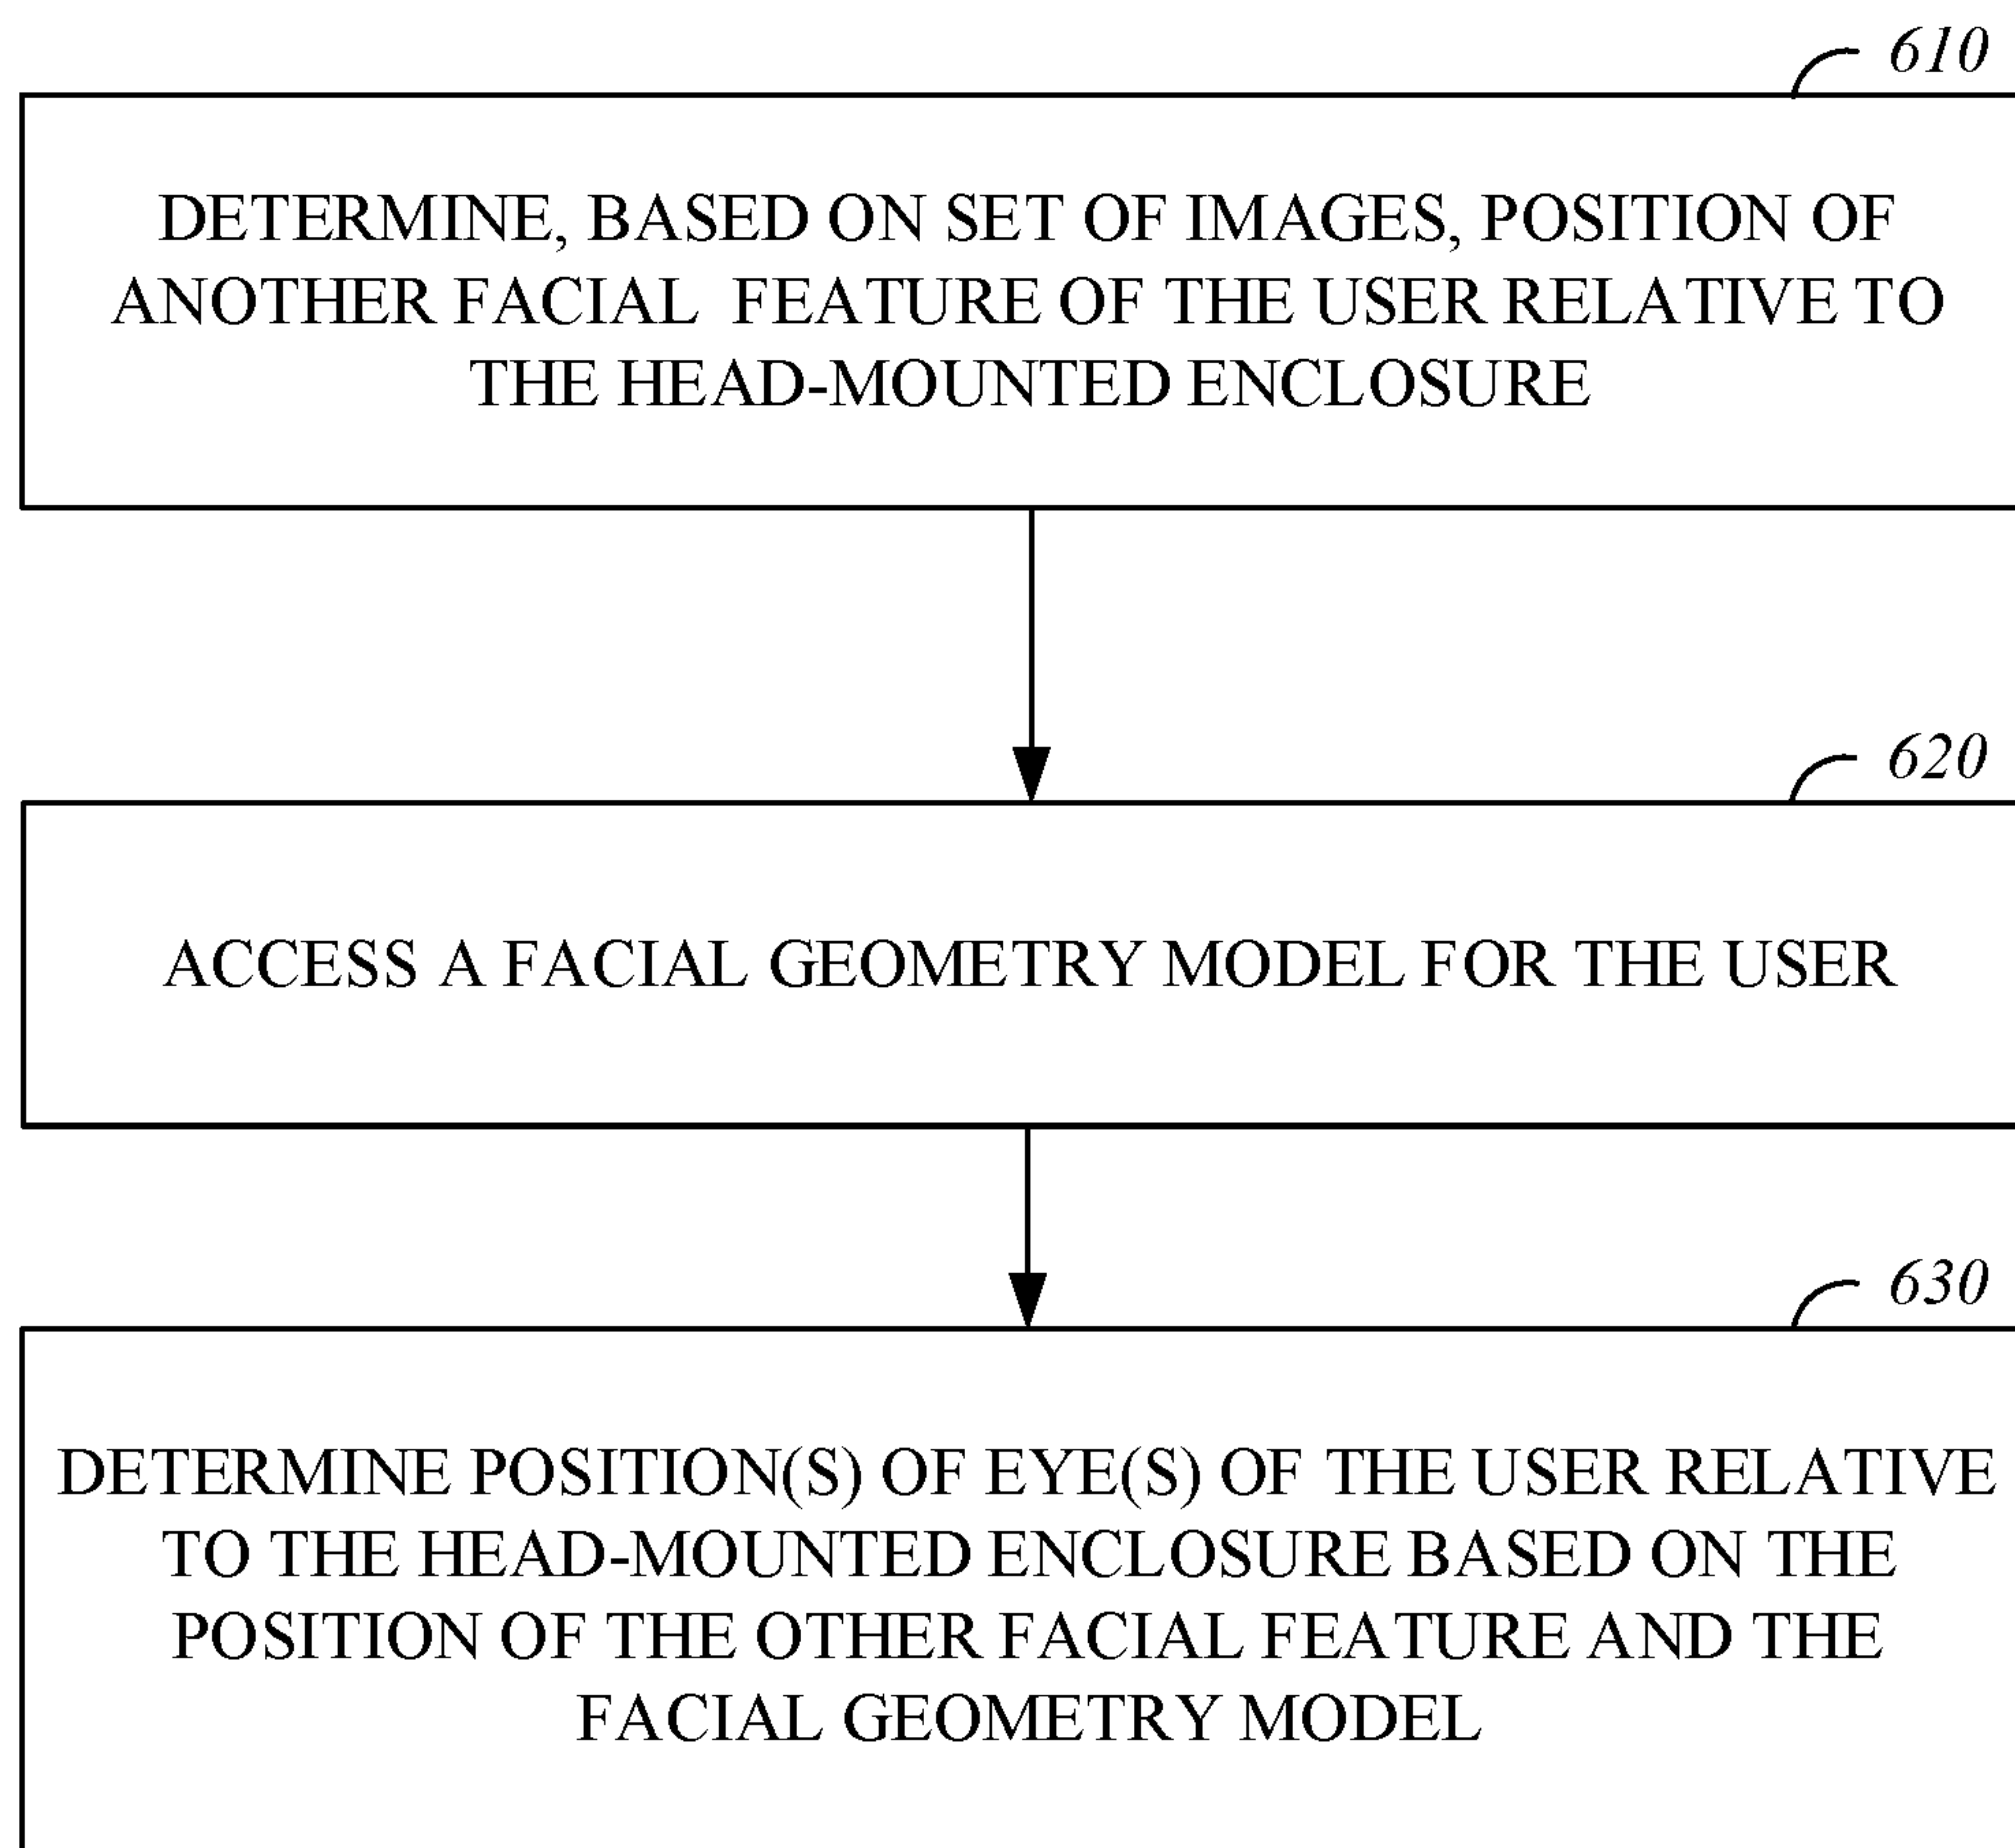 610
DETERMINE, BASED ON SET OF IMAGES, POSITION OF
ANOTHER FACIAL FEATURE OF THE USER RELATIVE TO
THE HEAD-MOUNTED ENCLOSURE
620
ACCESS A FACIAL GEOMETRY MODEL FOR THE USER
630
DETERMINE POSITION(S) OF EYE(S) OF THE USER RELATIVE
TO THE HEAD-MOUNTED ENCLOSURE BASED ON THE
POSITION OF THE OTHER FACIAL FEATURE AND THE
FACIAL GEOMETRY MODEL